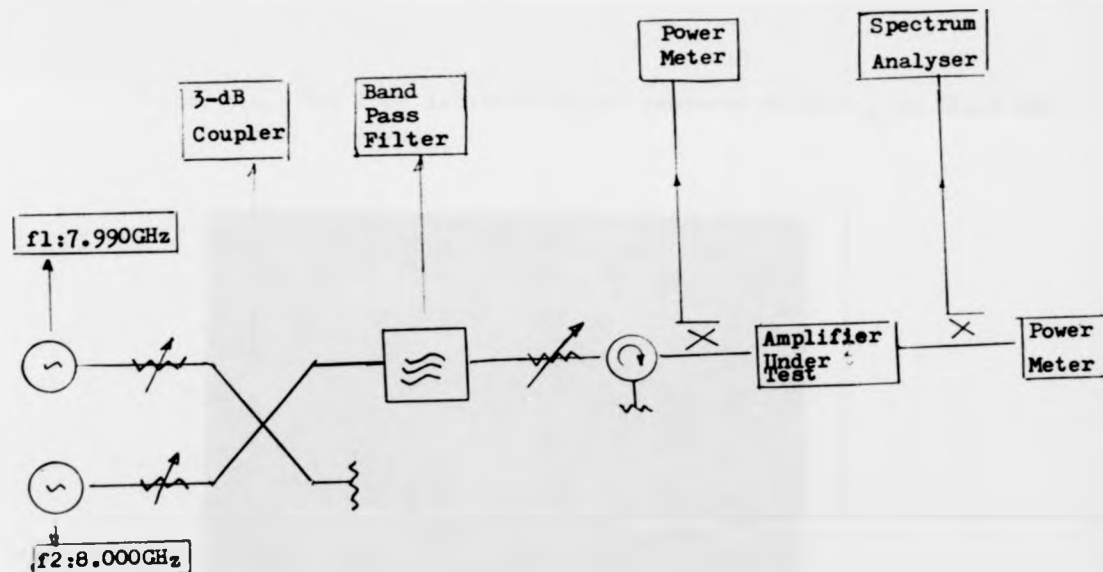 Power
Meter
Spectrum
Analyser
3-dB
Coupler
Band
Pass
Filter
f1:7.990GHz
Amplifier
Under
Test
Power
Meter
f2:8.000GHz